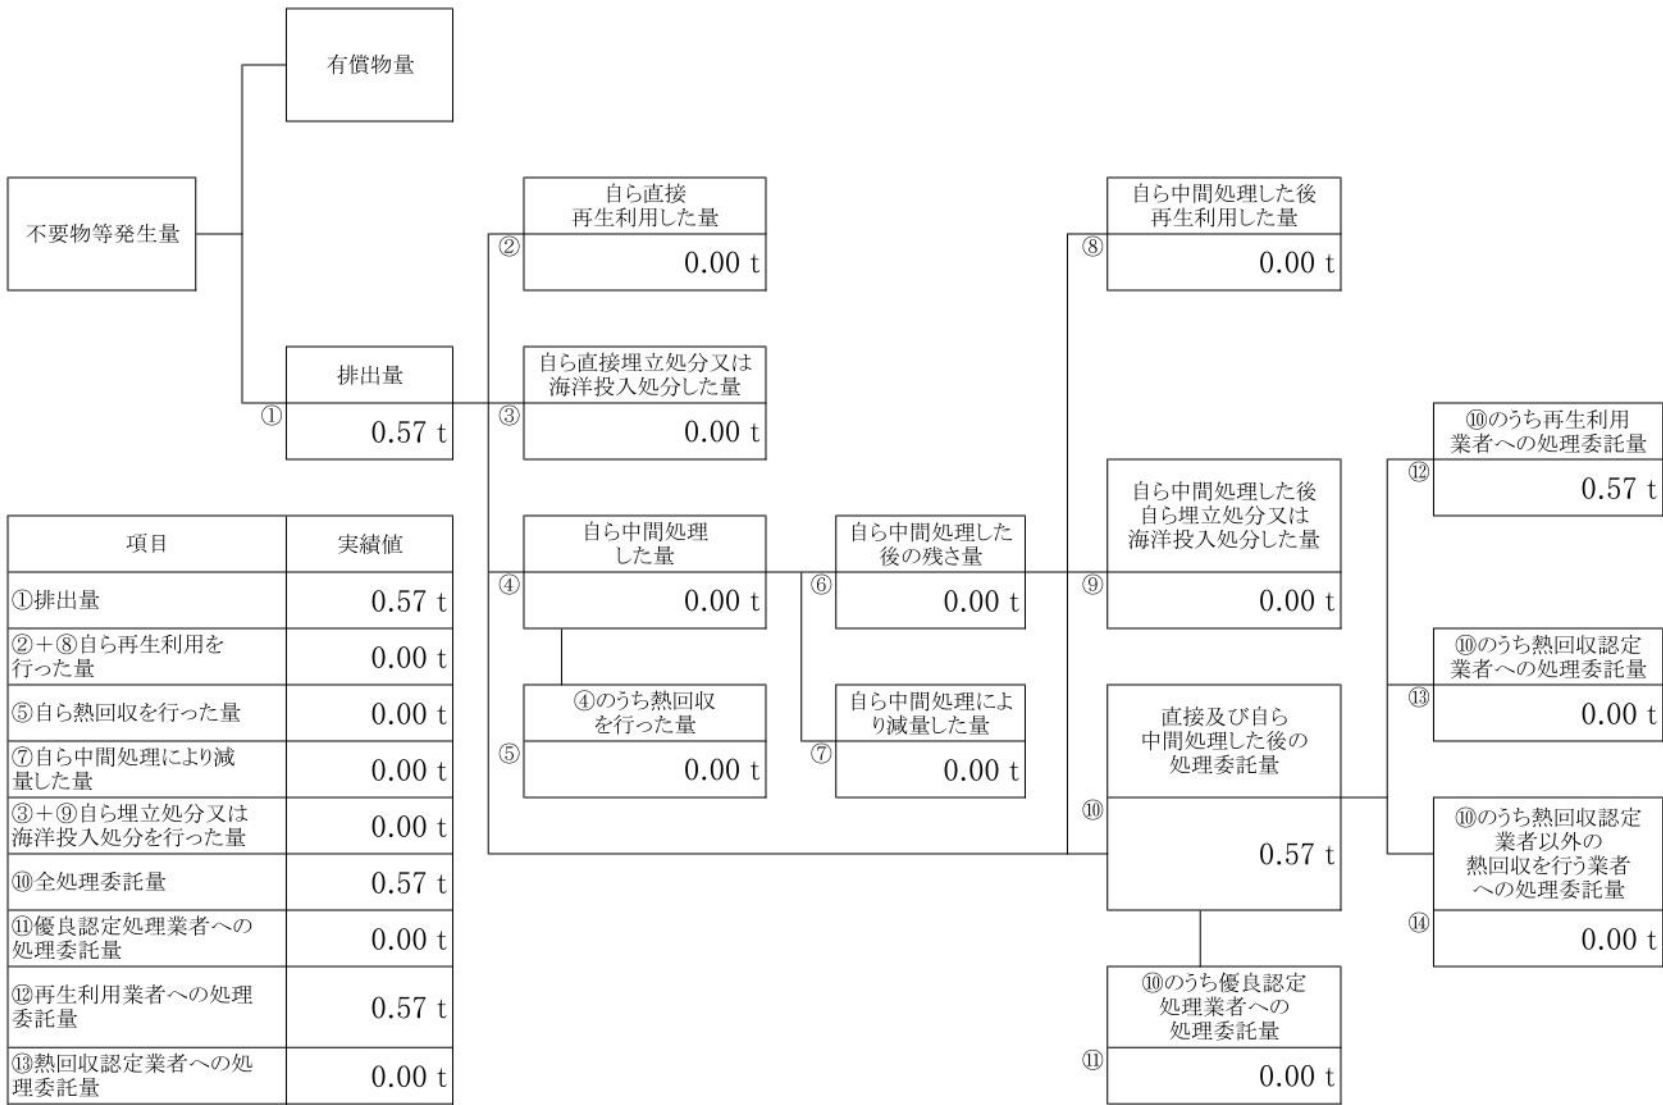 有償物量
不要物等発生量
自ら直接
再生利用した量
②
0.00 t
自ら中間処理した後
再生利用した量
⑧
0.00 t
排出量
①
0.57 t
自ら直接埋立処分又は
海洋投入処分した量
③
0.00 t
⑩のうち再生利用
業者への処理委託量
⑫
0.57 t
自ら中間処理した後
自ら埋立処分又は
海洋投入処分した量
⑨
0.00 t
自ら中間処理
した量
④
0.00 t
自ら中間処理した
後の残さ量
⑥
0.00 t
④のうち熱回収
を行った量
⑤
0.00 t
自ら中間処理によ
り減量した量
⑦
0.00 t
直接及び自ら
中間処理した後の
処理委託量
⑩
0.57 t
⑩のうち熱回収認定
業者への処理委託量
⑬
0.00 t
⑩のうち熱回収認定
業者以外の
熱回収を行う業者
への処理委託量
⑭
0.00 t
⑩のうち優良認定
処理業者への
処理委託量
⑪
0.00 t
項目 実績値
①排出量 0.57 t
②+⑧自ら再生利用を
行った量 0.00 t
⑤自ら熱回収を行った量 0.00 t
⑦自ら中間処理により減
量した量 0.00 t
③+⑨自ら埋立処分又は
海洋投入処分を行った量 0.00 t
⑩全処理委託量 0.57 t
⑪優良認定処理業者への
処理委託量 0.00 t
⑫再生利用業者への処理
委託量 0.57 t
⑬熱回収認定業者への処
理委託量 0.00 t